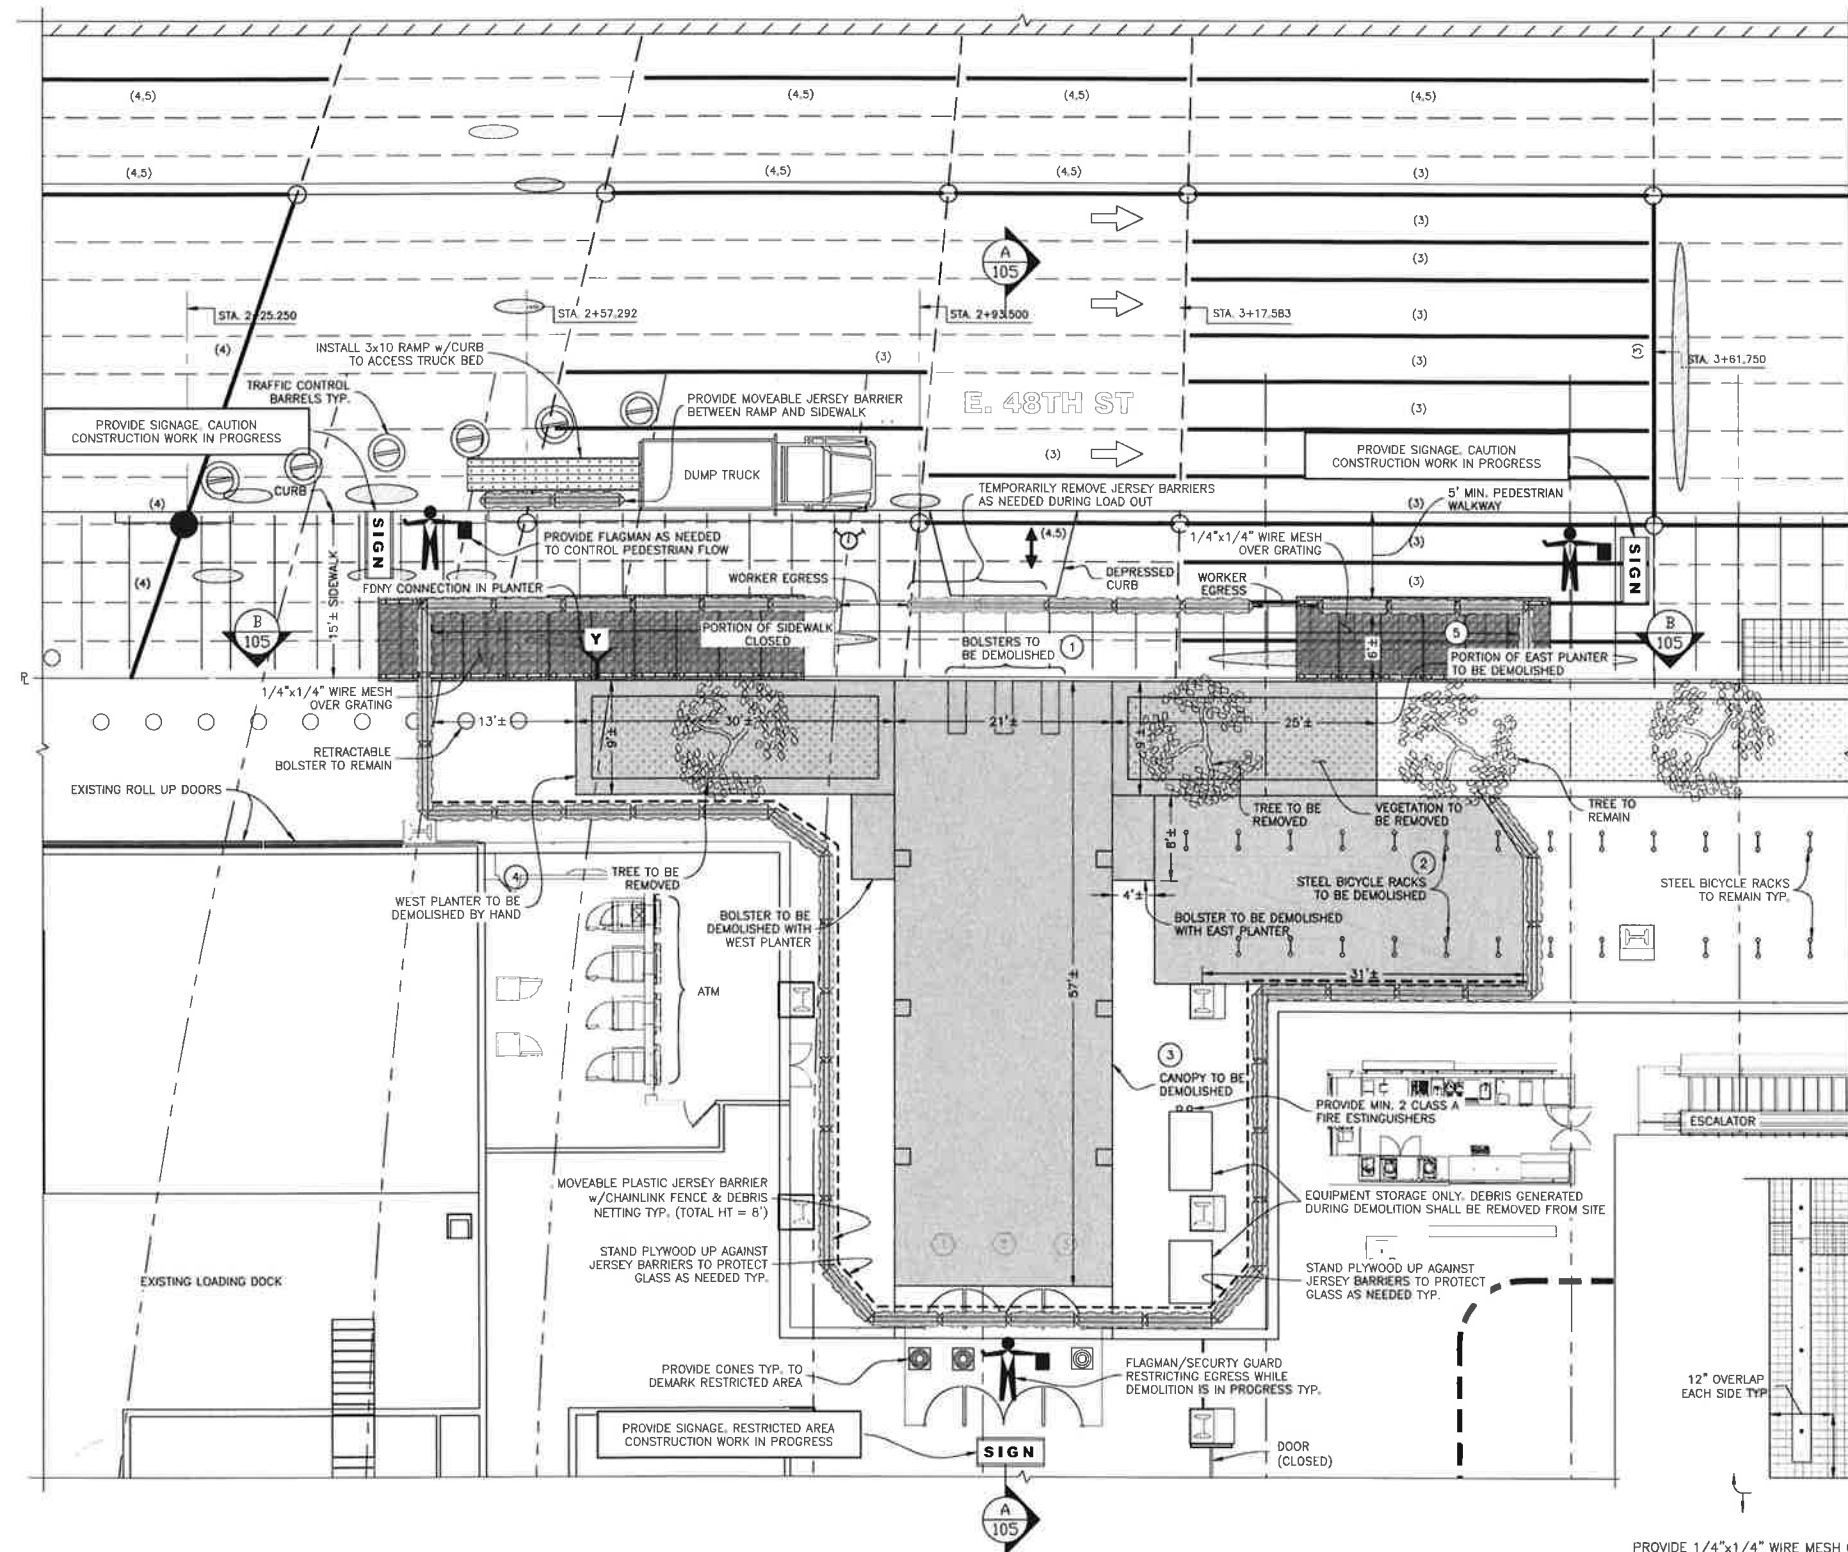 (4,5)
(4,5)
(4,5)
(4,5)
(4,5)
(4,5)
(4,5)
(3)
(3)
(3)
(3)
(3)
(3)
(3)
(3)
(3)
(3)
(3)
(3)
(3)
(4)
(4)
(4)
(4,5)
A
105
STA. 2+25.250
STA. 2+57.292
STA. 2+93.500
STA. 3+17.583
STA. 3+61.750
INSTALL 3x10 RAMP w/CURB
TO ACCESS TRUCK BED
TRAFFIC CONTROL
BARRELS TYP.
PROVIDE MOVEABLE JERSEY BARRIER
BETWEEN RAMP AND SIDEWALK
E. 48TH ST
PROVIDE SIGNAGE, CAUTION
CONSTRUCTION WORK IN PROGRESS
PROVIDE SIGNAGE, CAUTION
CONSTRUCTION WORK IN PROGRESS
DUMP TRUCK
CURB
TEMPORARILY REMOVE JERSEY BARRIERS
AS NEEDED DURING LOAD OUT
5' MIN. PEDESTRIAN
WALKWAY
SIGN
PROVIDE FLAGMAN AS NEEDED
TO CONTROL PEDESTRIAN FLOW
1/4"x1/4" WIRE MESH
OVER GRATING
SIGN
15'± SIDEWALK
FDNY CONNECTION IN PLANTER
WORKER EGRESS
DEPRESSED
CURB
WORKER
EGRESS
B
105
Y
PORTION OF SIDEWALK
CLOSED
BOLSTERS TO
BE DEMOLISHED
1
5
6'±
PORTION OF EAST PLANTER
TO BE DEMOLISHED
B
105
1/4"x1/4" WIRE MESH
OVER GRATING
13'±
30'±
21'±
25'±
9'±
9'±
RETRACTABLE
BOLSTER TO REMAIN
EXISTING ROLL UP DOORS
TREE TO BE
REMOVED
VEGETATION TO
BE REMOVED
TREE TO
REMAIN
8'±
4
TREE TO BE
REMOVED
WEST PLANTER TO BE
DEMOLISHED BY HAND
2
STEEL BICYCLE RACKS
TO BE DEMOLISHED
STEEL BICYCLE RACKS
TO REMAIN TYP.
4'±
BOLSTER TO BE
DEMOLISHED WITH
WEST PLANTER
BOLSTER TO BE DEMOLISHED
WITH EAST PLANTER
ATM
57'±
31'±
3
CANOPY TO BE
DEMOLISHED
PROVIDE MIN. 2 CLASS A
FIRE ESTINGUISHERS
ESCALATOR
MOVEABLE PLASTIC JERSEY BARRIER
w/CHAINLINK FENCE & DEBRIS
NETTING TYP. (TOTAL HT = 8')
EQUIPMENT STORAGE ONLY. DEBRIS GENERATED
DURING DEMOLITION SHALL BE REMOVED FROM SITE
STAND PLYWOOD UP AGAINST
JERSEY BARRIERS TO PROTECT
GLASS AS NEEDED TYP.
STAND PLYWOOD UP AGAINST
JERSEY BARRIERS TO PROTECT
GLASS AS NEEDED TYP.
EXISTING LOADING DOCK
PROVIDE CONES TYP. TO
DEMARK RESTRICTED AREA
FLAGMAN/SECURTY GUARD
RESTRICTING EGRESS WHILE
DEMOLITION IS IN PROGRESS TYP.
12" OVERLAP
EACH SIDE TYP
PROVIDE SIGNAGE, RESTRICTED AREA
CONSTRUCTION WORK IN PROGRESS
SIGN
DOOR
(CLOSED)
A
105
PROVIDE 1/4"x1/4" WIRE MESH